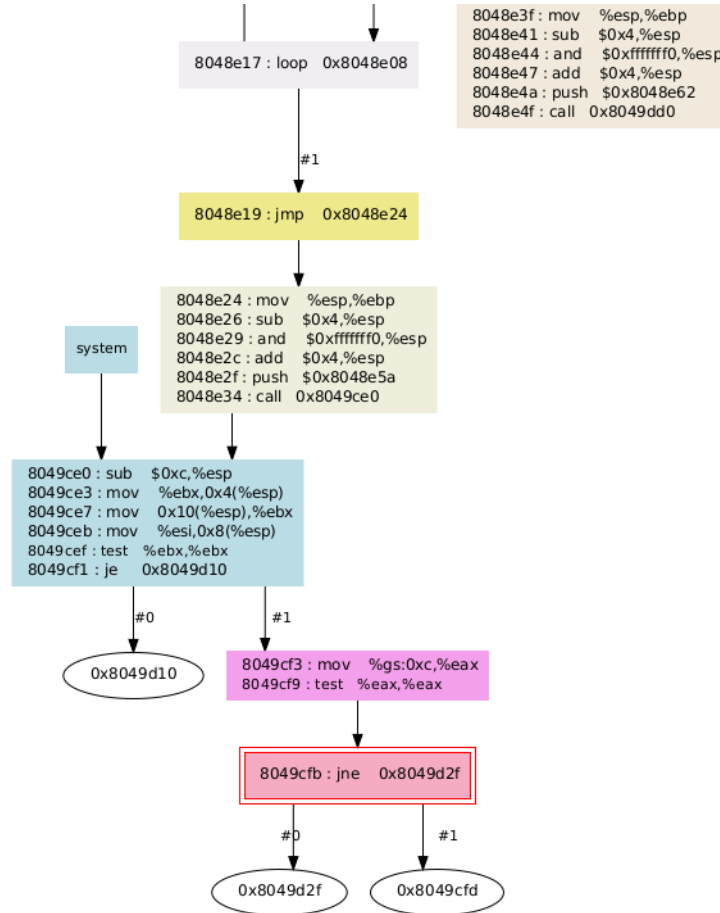 8048e3f : mov %esp,%ebp
8048e41 : sub $0x4,%esp
8048e44 : and $0xfffffff0,%esp
8048e47 : add $0x4,%esp
8048e4a : push $0x8048e62
8048e4f : call 0x8049dd0
8048e17 : loop 0x8048e08
#1
8048e19 : jmp 0x8048e24
8048e24 : mov %esp,%ebp
8048e26 : sub $0x4,%esp
8048e29 : and $0xfffffff0,%esp
8048e2c : add $0x4,%esp
8048e2f : push $0x8048e5a
8048e34 : call 0x8049ce0
system
8049ce0 : sub $0xc,%esp
8049ce3 : mov %ebx,0x4(%esp)
8049ce7 : mov 0x10(%esp),%ebx
8049ceb : mov %esi,0x8(%esp)
8049cef : test %ebx,%ebx
8049cf1 : je 0x8049d10
#0
#1
0x8049d10
8049cf3 : mov %gs:0xc,%eax
8049cf9 : test %eax,%eax
8049cfb : jne 0x8049d2f
#0
#1
0x8049d2f
0x8049cfd